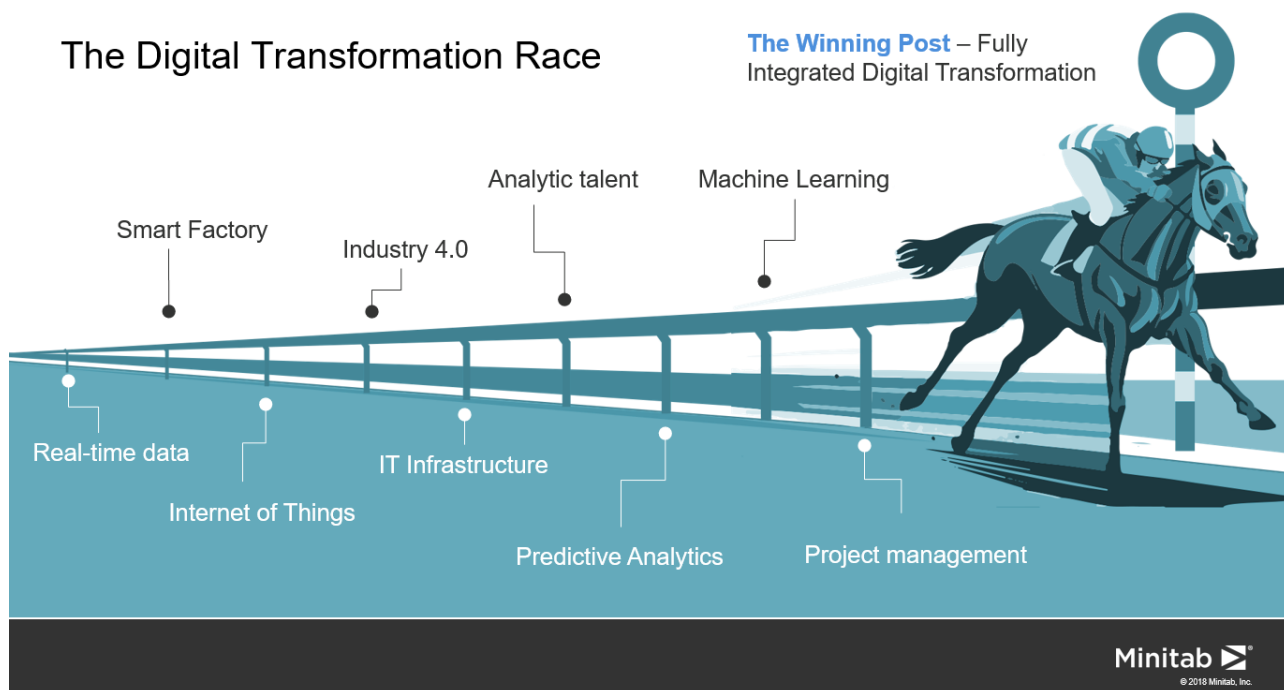 The Digital Transformation Race
The Winning Post – Fully
Integrated Digital Transformation
Analytic talent
Machine Learning
Smart Factory
Industry 4.0
Real-time data
IT Infrastructure
Internet of Things
Predictive Analytics
Project management
Minitab®
© 2018 Minitab, Inc.